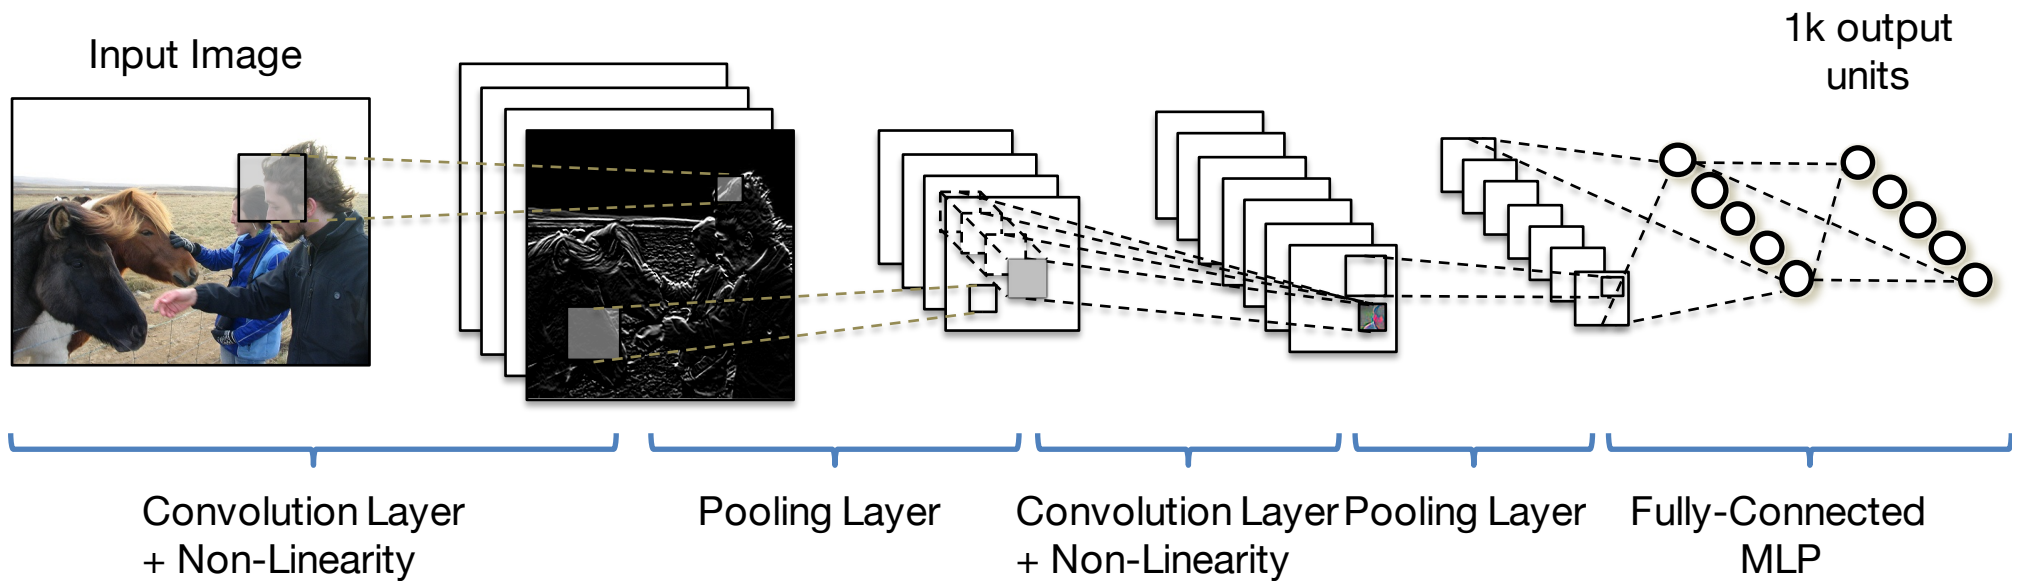 Input Image
1k output
units
Convolution Layer
+ Non-Linearity
Pooling Layer
Convolution Layer
+ Non-Linearity
Pooling Layer
Fully-Connected
MLP